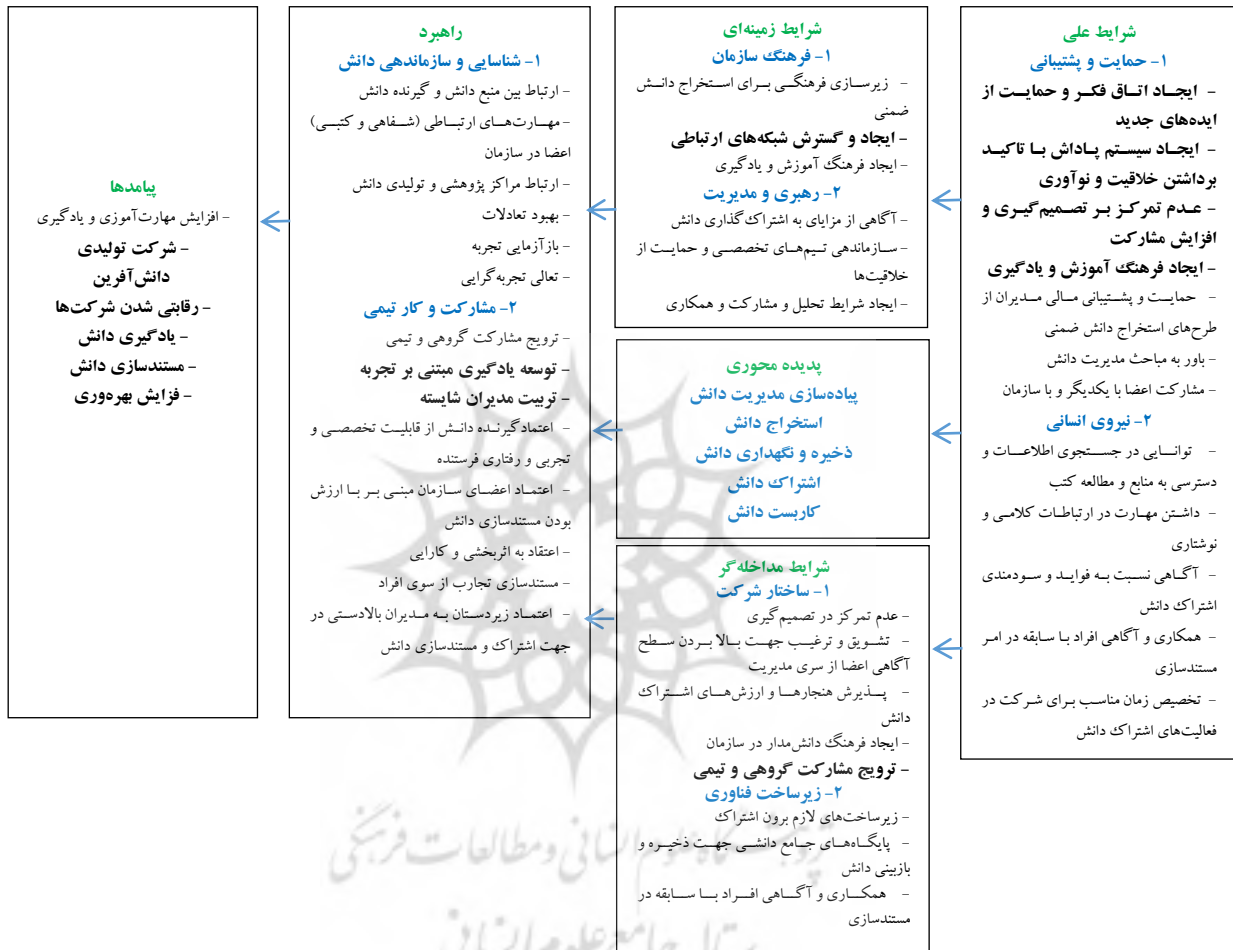 شرایط علی
۱- حمایت و پشتیبانی
- ایجاد اتاق فکر و حمایت از
ایده‌های جدید
- ایجاد سیستم پاداش با تاکید
برداشتن خلاقیت و نوآوری
- عدم تمرکز بر تصمیم‌گیری و
افزایش مشارکت
- ایجاد فرهنگ آموزش و یادگیری
- حمایت و پشتیبانی مالی مدیران از
طرح‌های استخراج دانش ضمنی
- باور به مباحث مدیریت دانش
- مشارکت اعضا با یکدیگر و با سازمان
۲- نیروی انسانی
- توانایی در جستجوی اطلاعات و
دسترسی به منابع و مطالعه کتب
- داشتن مهارت در ارتباطات کلامی و
نوشتاری
- آگاهی نسبت به فواید و سودمندی
اشتراک دانش
- همکاری و آگاهی افراد با سابقه در امر
مستندسازی
- تخصیص زمان مناسب برای شرکت در
فعالیت‌های اشتراک دانش
شرایط زمینه‌ای
۱- فرهنگ سازمان
- زیرسازی فرهنگی برای استخراج دانش
ضمنی
- ایجاد و گسترش شبکه‌های ارتباطی
- ایجاد فرهنگ آموزش و یادگیری
۲- رهبری و مدیریت
- آگاهی از مزایای به اشتراک گذاری دانش
- سازماندهی تیم‌های تخصصی و حمایت از
خلاقیت‌ها
- ایجاد شرایط تحلیل و مشارکت و همکاری
پدیده محوری
پیاده‌سازی مدیریت دانش
استخراج دانش
ذخیره و نگهداری دانش
اشتراک دانش
کاربست دانش
شرایط مداخله‌گر
۱- ساختار شرکت
- عدم تمرکز در تصمیم‌گیری
- تشویق و ترغیب جهت بالا بردن سطح
آگاهی اعضا از سری مدیریت
- پذیرش هنجارها و ارزش‌های اشتراک
دانش
- ایجاد فرهنگ دانش‌مدار در سازمان
- ترویج مشارکت گروهی و تیمی
۲- زیرساخت فناوری
- زیرساخت‌های لازم برون اشتراک
- پایگاه‌های جامع دانشی جهت ذخیره و
بازبینی دانش
- همکاری و آگاهی افراد با سابقه در
مستندسازی
راهبرد
۱- شناسایی و سازماندهی دانش
- ارتباط بین منبع دانش و گیرنده دانش
- مهارت‌های ارتباطی (شفاهی و کتبی)
اعضا در سازمان
- ارتباط مراکز پژوهشی و تولیدی دانش
- بهبود تعادلات
- بازآزمایی تجربه
- تعالی تجربه‌گرایی
۲- مشارکت و کار تیمی
- ترویج مشارکت گروهی و تیمی
- توسعه یادگیری مبتنی بر تجربه
- تربیت مدیران شایسته
- اعتمادگیرنده دانش از قابلیت تخصصی و
تجربی و رفتاری فرستنده
- اعتماد اعضای سازمان مبنی بر با ارزش
بودن مستندسازی دانش
- اعتقاد به اثربخشی و کارایی
- مستندسازی تجارب از سوی افراد
- اعتماد زیردستان به مدیران بالادستی در
جهت اشتراک و مستندسازی دانش
پیامدها
- افزایش مهارت‌آموزی و یادگیری
- شرکت تولیدی
دانش‌آفرین
- رقابتی شدن شرکت‌ها
- یادگیری دانش
- مستندسازی دانش
- فزایش بهره‌وری
پژوهشگاه علوم انسانی و مطالعات فرهنگی
پرتال جامع علوم انسانی